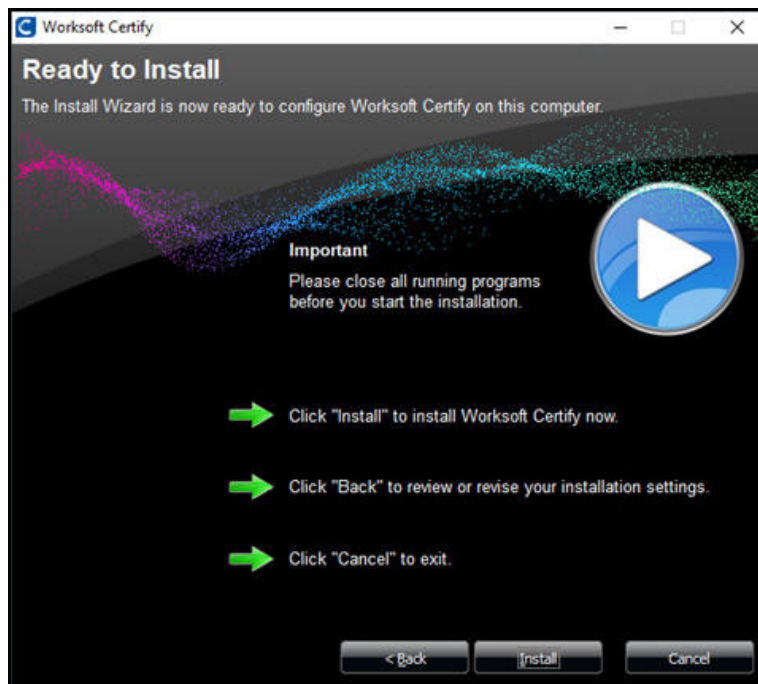 Worksoft Certify
Ready to Install
The Install Wizard is now ready to configure Worksoft Certify on this computer.
Important
Please close all running programs
before you start the installation.
Click "Install" to install Worksoft Certify now.
Click "Back" to review or revise your installation settings.
Click "Cancel" to exit.
< Back
Install
Cancel